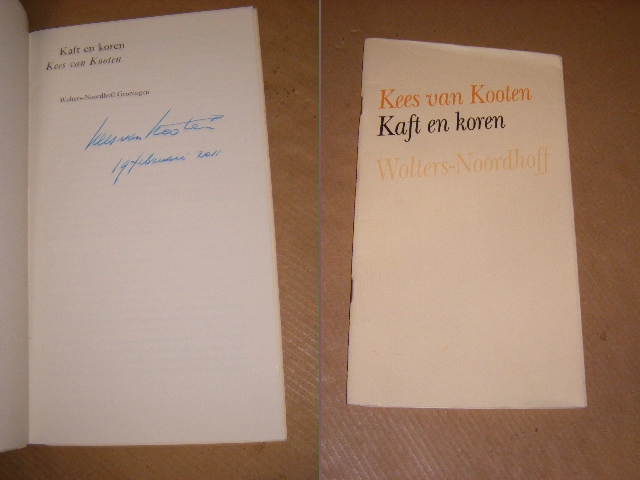 Kaft en koren
Kees van Kooten
Wolters-Noordhoff Groningen
Kees van Kooten
19 februari 2011
Kees van Kooten
Kaft en koren
Wolters-Noordhoff